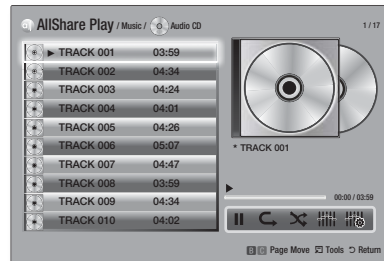 AllShare Play / Music / Audio CD 1 / 17
TRACK 001 03:59
TRACK 002 04:34
TRACK 003 04:24
TRACK 004 04:01
TRACK 005 04:26
TRACK 006 05:07
TRACK 007 04:47
TRACK 008 03:59
TRACK 009 04:34
TRACK 010 04:02
* TRACK 001
00:00 / 03:59
B C Page Move Tools Return